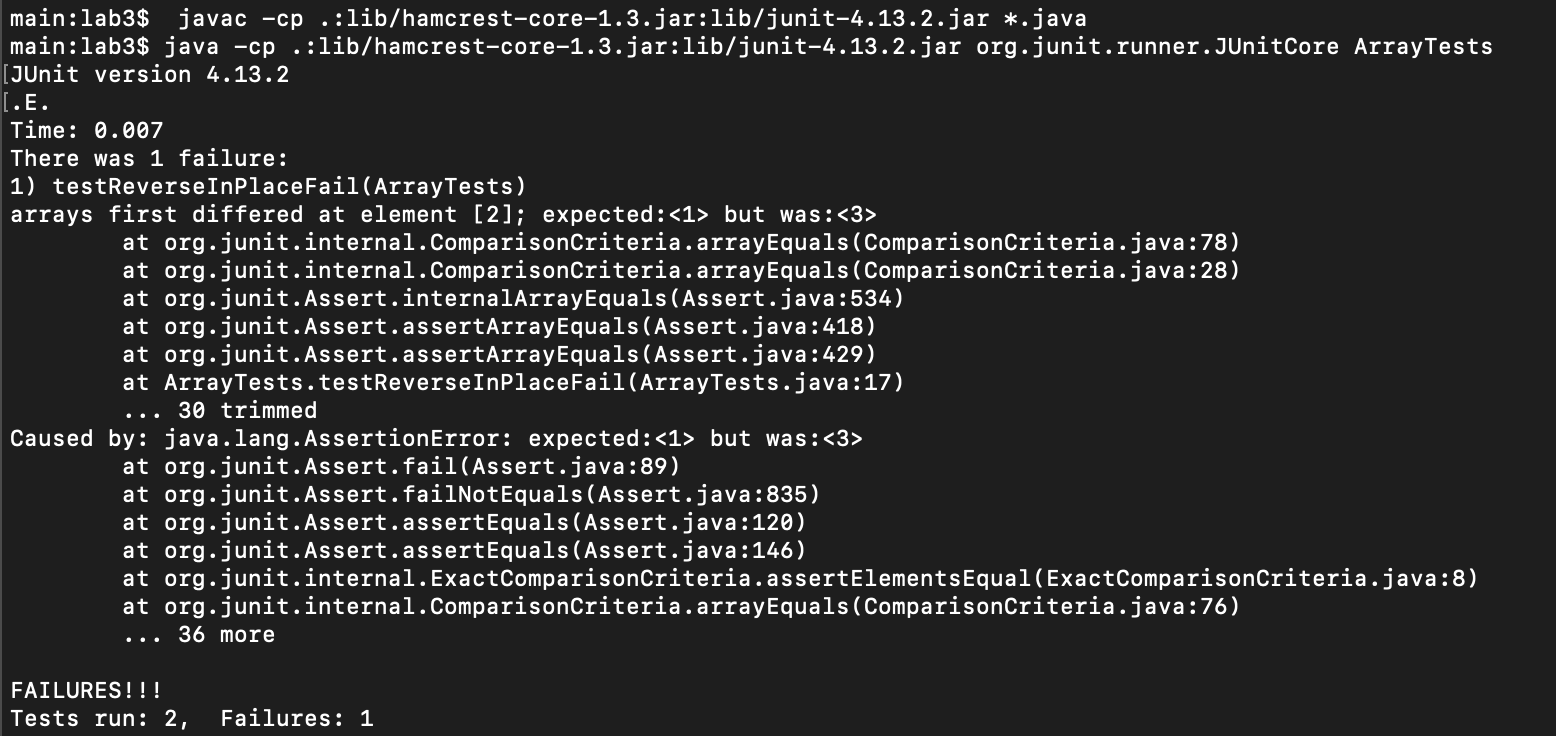 main:lab3$  javac -cp .:lib/hamcrest-core-1.3.jar:lib/junit-4.13.2.jar *.java
main:lab3$ java -cp .:lib/hamcrest-core-1.3.jar:lib/junit-4.13.2.jar org.junit.runner.JUnitCore ArrayTests
[JUnit version 4.13.2
[.E.
Time: 0.007
There was 1 failure:
1) testReverseInPlaceFail(ArrayTests)
arrays first differed at element [2]; expected:<1> but was:<3>
        at org.junit.internal.ComparisonCriteria.arrayEquals(ComparisonCriteria.java:78)
        at org.junit.internal.ComparisonCriteria.arrayEquals(ComparisonCriteria.java:28)
        at org.junit.Assert.internalArrayEquals(Assert.java:534)
        at org.junit.Assert.assertArrayEquals(Assert.java:418)
        at org.junit.Assert.assertArrayEquals(Assert.java:429)
        at ArrayTests.testReverseInPlaceFail(ArrayTests.java:17)
        ... 30 trimmed
Caused by: java.lang.AssertionError: expected:<1> but was:<3>
        at org.junit.Assert.fail(Assert.java:89)
        at org.junit.Assert.failNotEquals(Assert.java:835)
        at org.junit.Assert.assertEquals(Assert.java:120)
        at org.junit.Assert.assertEquals(Assert.java:146)
        at org.junit.internal.ExactComparisonCriteria.assertElementsEqual(ExactComparisonCriteria.java:8)
        at org.junit.internal.ComparisonCriteria.arrayEquals(ComparisonCriteria.java:76)
        ... 36 more

FAILURES!!!
Tests run: 2,  Failures: 1